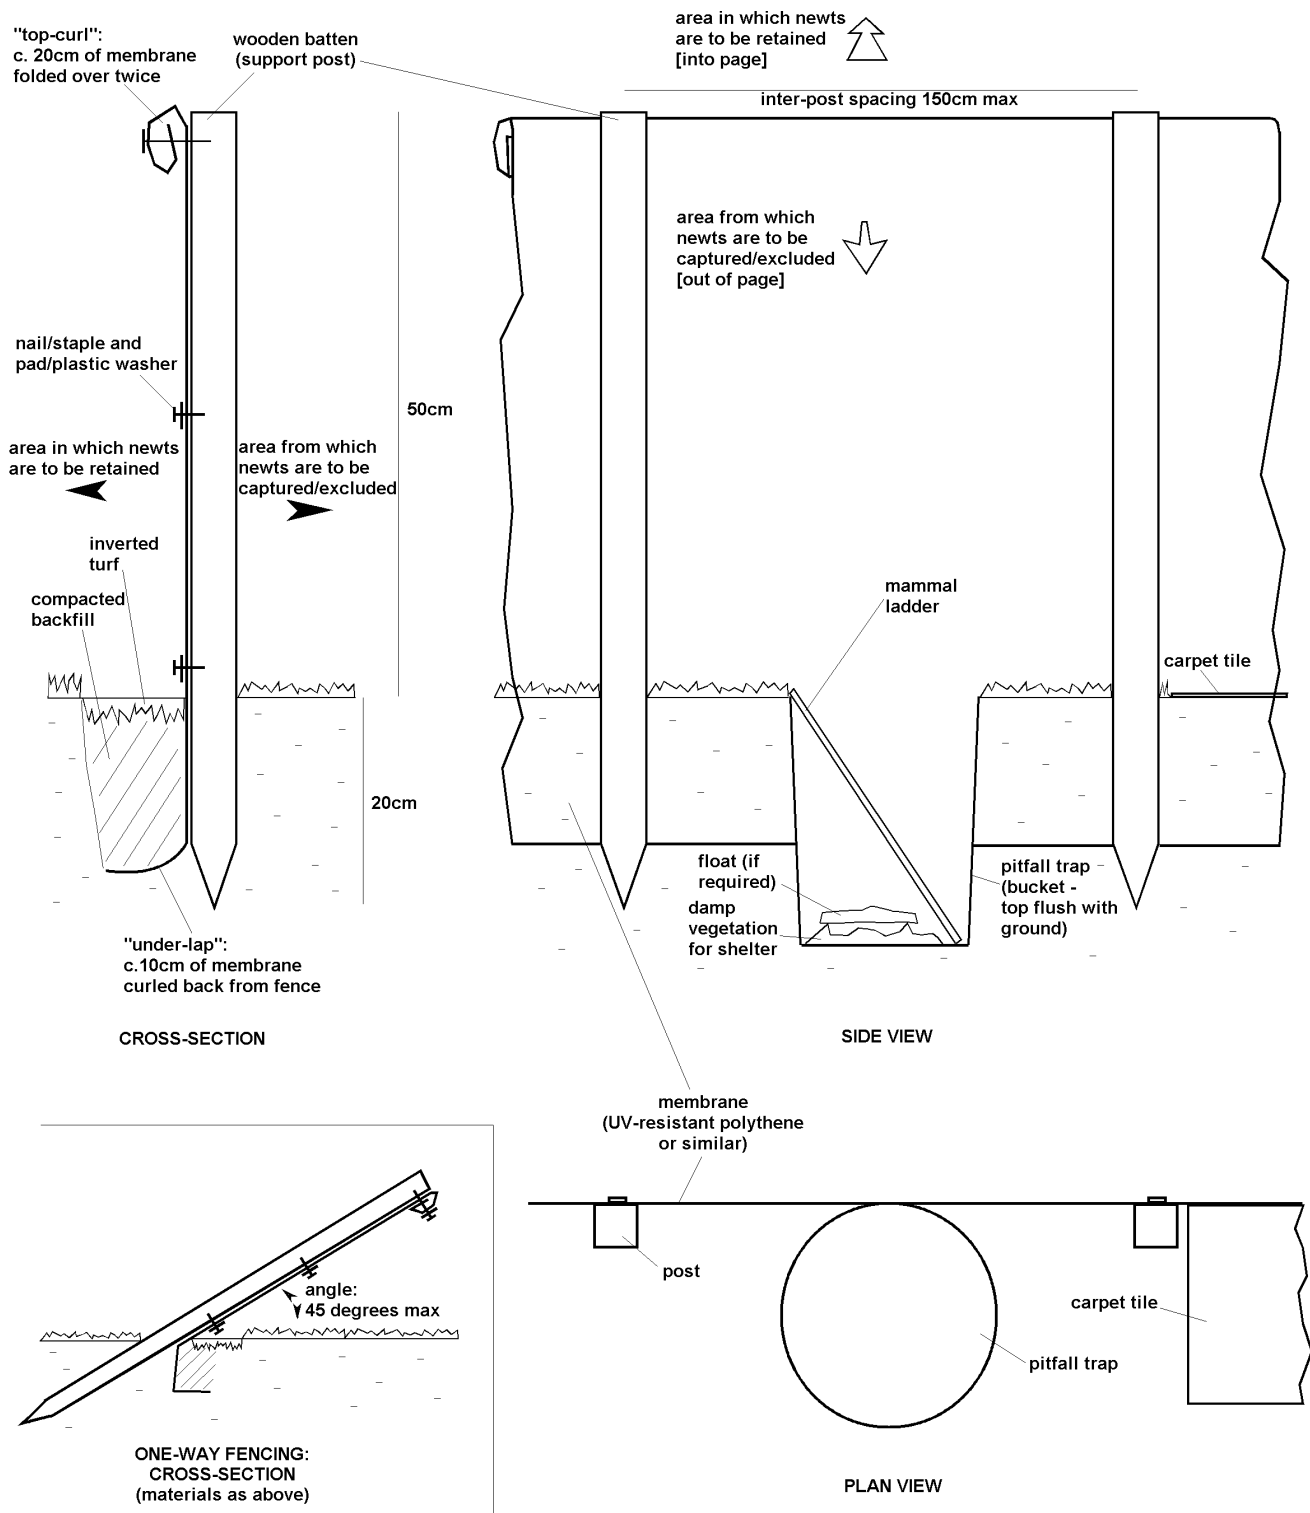 "top-curl":
c. 20cm of membrane
folded over twice
wooden batten
(support post)
area in which newts
are to be retained
[into page]
inter-post spacing 150cm max
area from which
newts are to be
captured/excluded
[out of page]
nail/staple and
pad/plastic washer
50cm
area in which newts
are to be retained
area from which
newts are to be
captured/excluded
inverted
turf
compacted
backfill
mammal
ladder
carpet tile
20cm
float (if
required)
damp
vegetation
for shelter
pitfall trap
(bucket -
top flush with
ground)
"under-lap":
c.10cm of membrane
curled back from fence
CROSS-SECTION
SIDE VIEW
membrane
(UV-resistant polythene
or similar)
post
carpet tile
pitfall trap
PLAN VIEW
angle:
45 degrees max
ONE-WAY FENCING:
CROSS-SECTION
(materials as above)